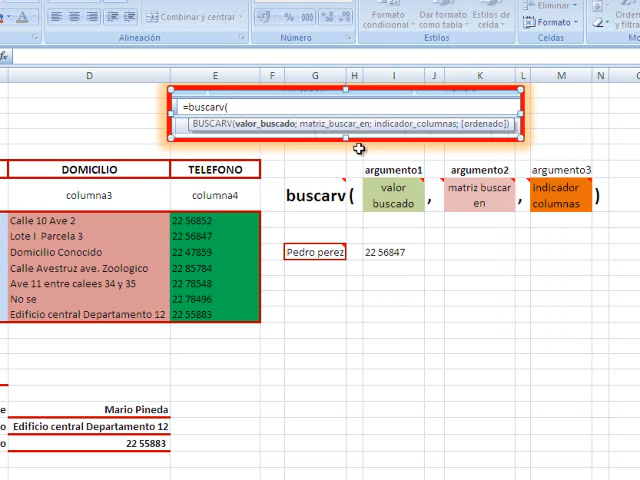 Eliminar
Combinar y centrar
%
000
Formato condicional
Dar formato como tabla
Estilos de celda
Formato
Alineación
Número
Estilos
Celdas
fx
D E F G H I J K L M N
=buscarv(
BUSCARV(valor_buscado; matriz_buscar_en; indicador_columnas; [ordenado])
DOMICILIO TELEFONO
argumento1 argumento2 argumento3
columna3 columna4
buscarv ( valor buscado , matriz buscar en , indicador columnas )
Calle 10 Ave 2 22 56852
Lote I Parcela 3 22 56847
Domicilio Conocido 22 47859
Pedro perez 22 56847
Calle Avestruz ave. Zoologico 22 85784
Ave 11 entre calees 34 y 35 22 78548
No se 22 78496
Edificio central Departamento 12 22 55883
Mario Pineda
Edificio central Departamento 12
22 55883